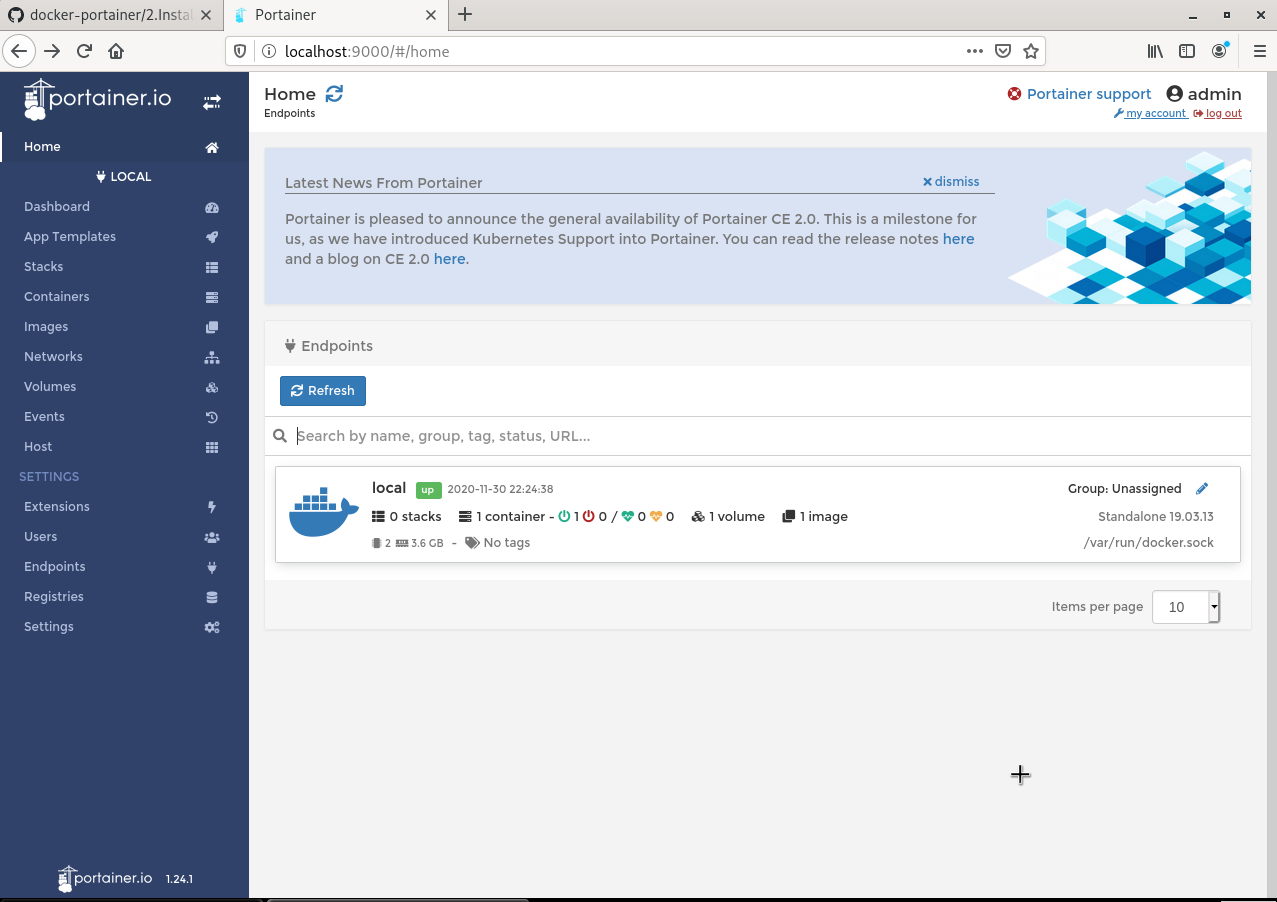 docker-portainer/2.Instal
Portainer
localhost:9000/#/home
portainer.io
Home
LOCAL
Dashboard
App Templates
Stacks
Containers
Images
Networks
Volumes
Events
Host
SETTINGS
Extensions
Users
Endpoints
Registries
Settings
portainer.io 1.24.1
Home
Endpoints
Portainer support admin
my account log out
Latest News From Portainer
dismiss
Portainer is pleased to announce the general availability of Portainer CE 2.0. This is a milestone for
us, as we have introduced Kubernetes Support into Portainer. You can read the release notes here
and a blog on CE 2.0 here.
Endpoints
Refresh
Search by name, group, tag, status, URL...
local up 2020-11-30 22:24:38
Group: Unassigned
0 stacks 1 container - 1 0 / 0 0 1 volume 1 image
Standalone 19.03.13
2 3.6 GB - No tags
/var/run/docker.sock
Items per page 10